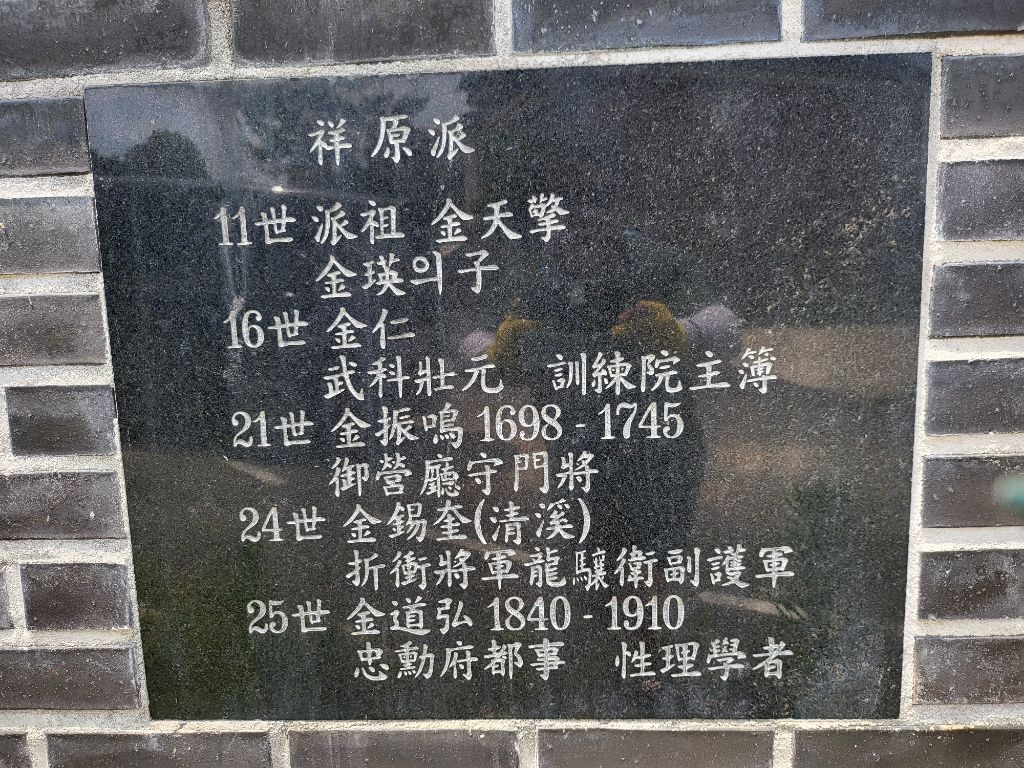 祥原派
11世 派祖 金天擎
金瑛의子
16世 金仁
武科壯元 訓練院主簿
21世 金振鳴 1698 - 1745
御營廳守門將
24世 金錫奎(清溪)
折衝將軍龍驤衛副護軍
25世 金道弘 1840 - 1910
忠勳府都事 性理學者